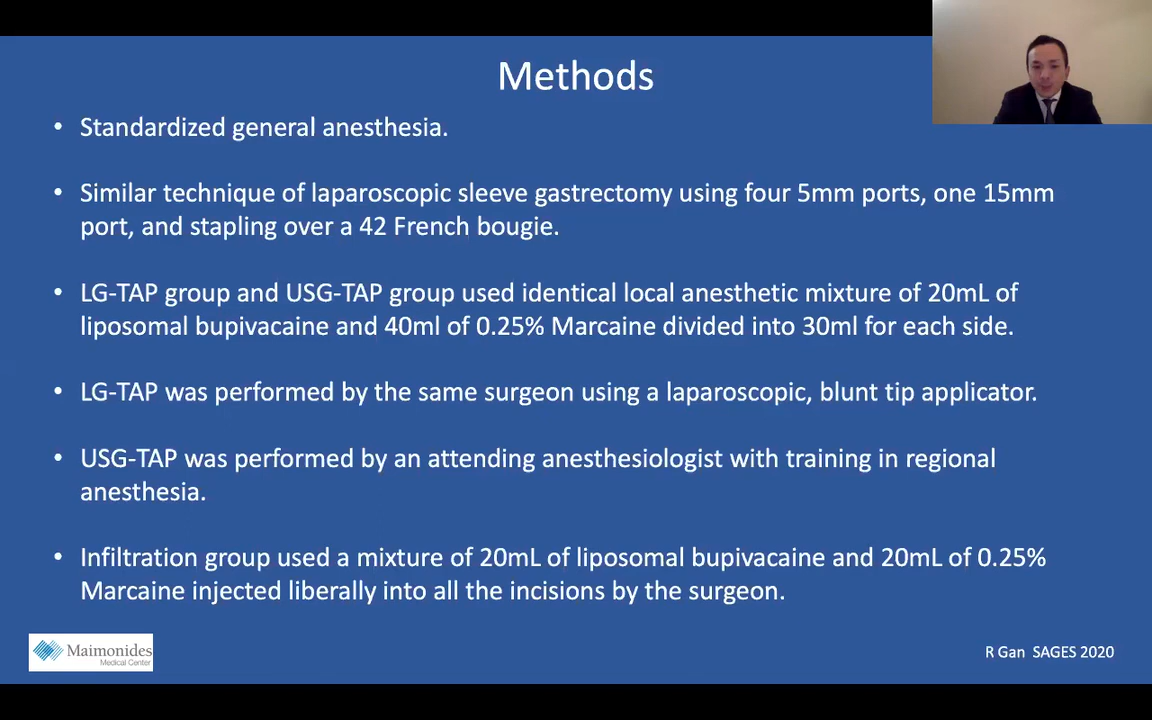 Methods
• Standardized general anesthesia.
• Similar technique of laparoscopic sleeve gastrectomy using four 5mm ports, one 15mm
port, and stapling over a 42 French bougie.
• LG-TAP group and USG-TAP group used identical local anesthetic mixture of 20mL of
liposomal bupivacaine and 40ml of 0.25% Marcaine divided into 30ml for each side.
• LG-TAP was performed by the same surgeon using a laparoscopic, blunt tip applicator.
• USG-TAP was performed by an attending anesthesiologist with training in regional
anesthesia.
• Infiltration group used a mixture of 20mL of liposomal bupivacaine and 20mL of 0.25%
Marcaine injected liberally into all the incisions by the surgeon.
Maimonides
Medical Center
R Gan SAGES 2020